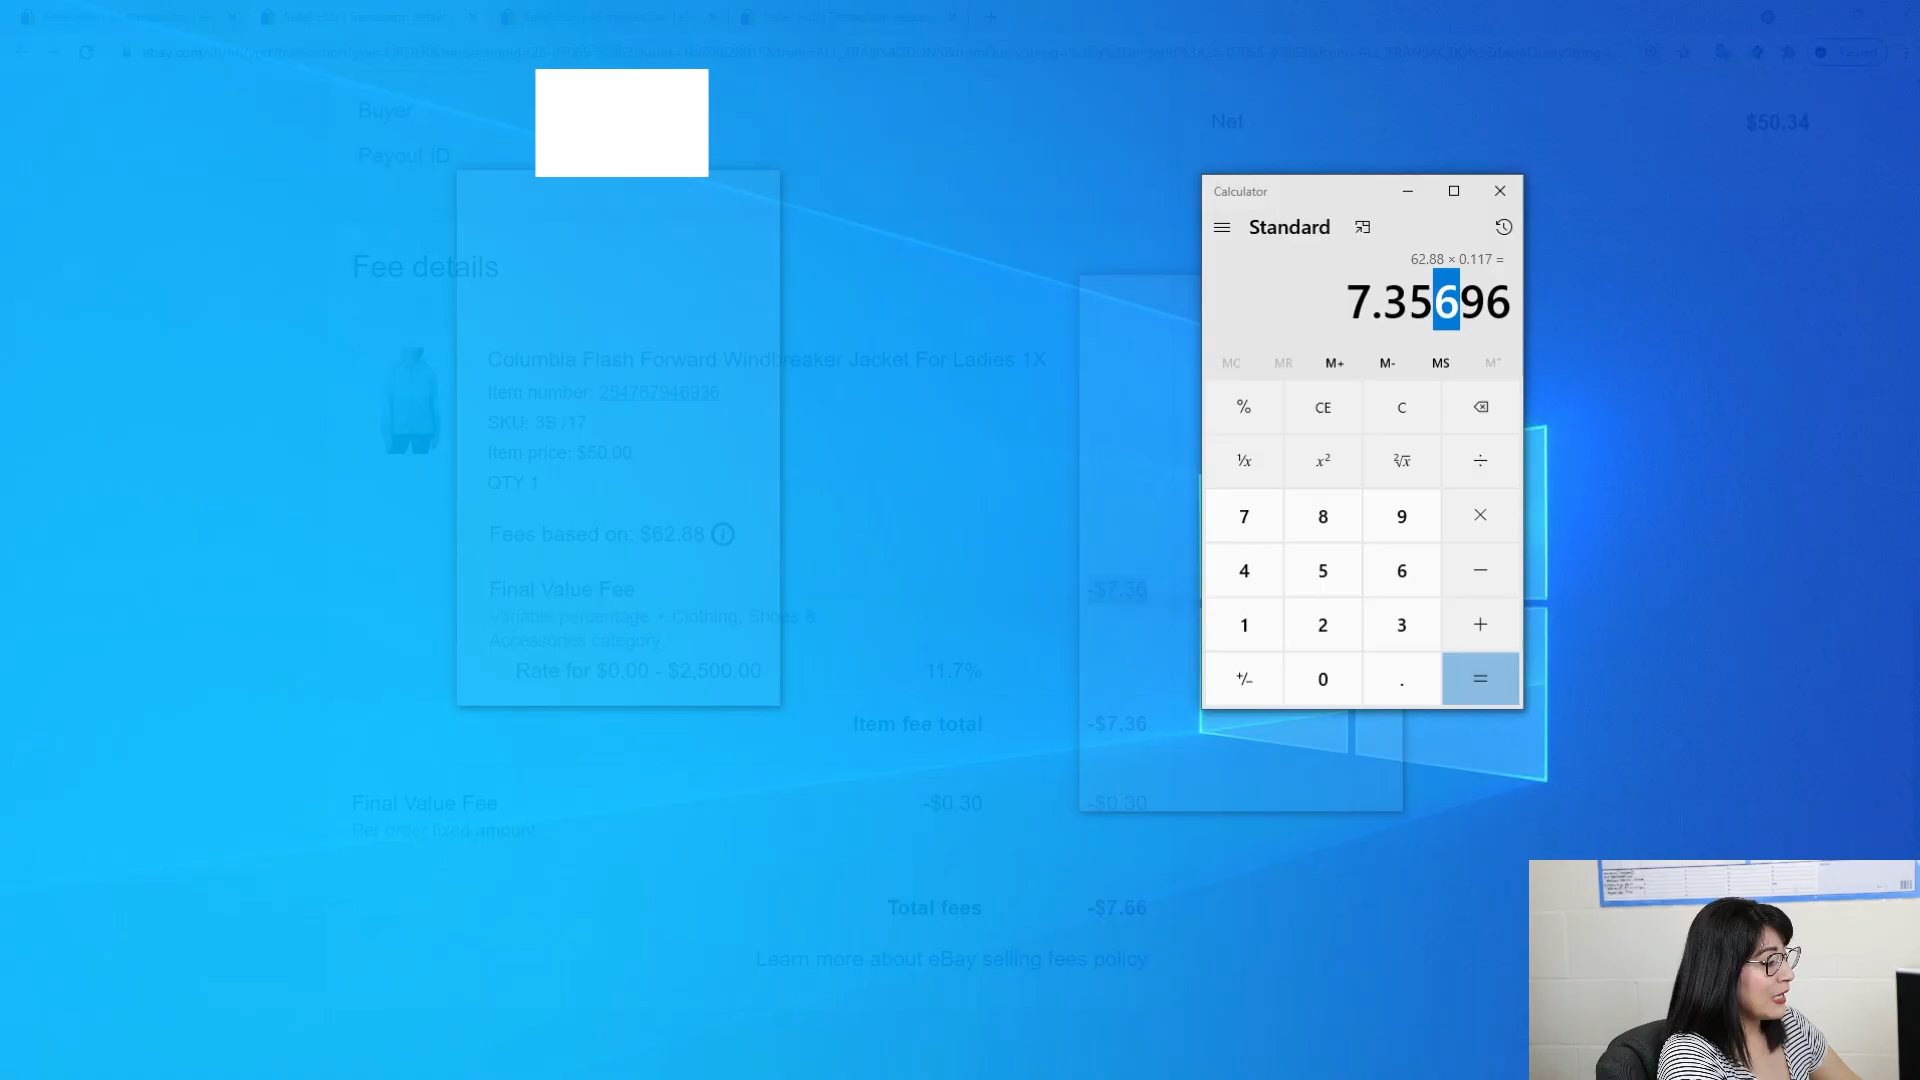 Buyer
Net
$50.34
Payout ID
Calculator
Standard
62.88 × 0.117 =
7.35696
MC MR M+ M- MS M˅
% CE C
¹/x x² ²√x ÷
7 8 9 ×
4 5 6 −
1 2 3 +
+/− 0 . =
Fee details
Columbia Flash Forward Windbreaker Jacket For Ladies 1X
Item number: 254787946936
SKU: 3S /17
Item price: $50.00
QTY 1
Fees based on: $62.88
Final Value Fee
-$7.36
Variable percentage • Clothing, Shoes &
Accessories category
Rate for $0.00 - $2,500.00
11.7%
Item fee total
-$7.36
Final Value Fee
-$0.30
-$0.30
Per order fixed amount
Total fees
-$7.66
Learn more about eBay selling fees policy